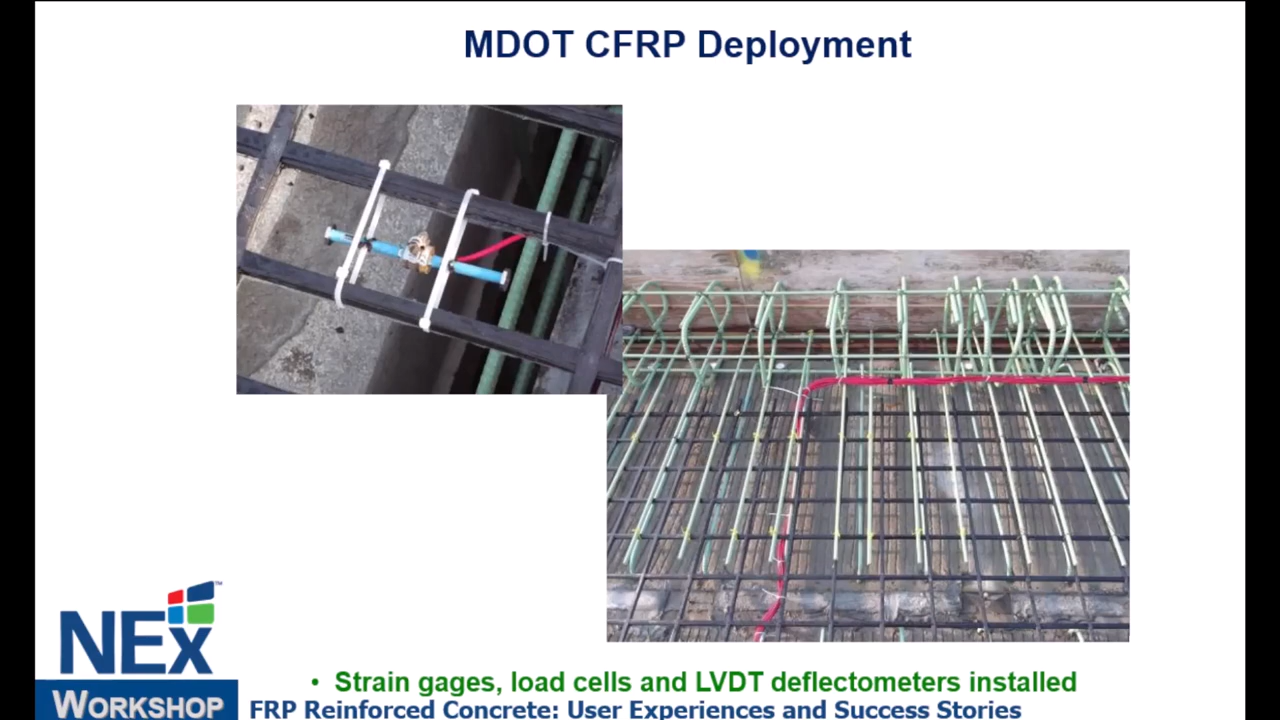 MDOT CFRP Deployment
NEx™
WORKSHOP
• Strain gages, load cells and LVDT deflectometers installed
FRP Reinforced Concrete: User Experiences and Success Stories